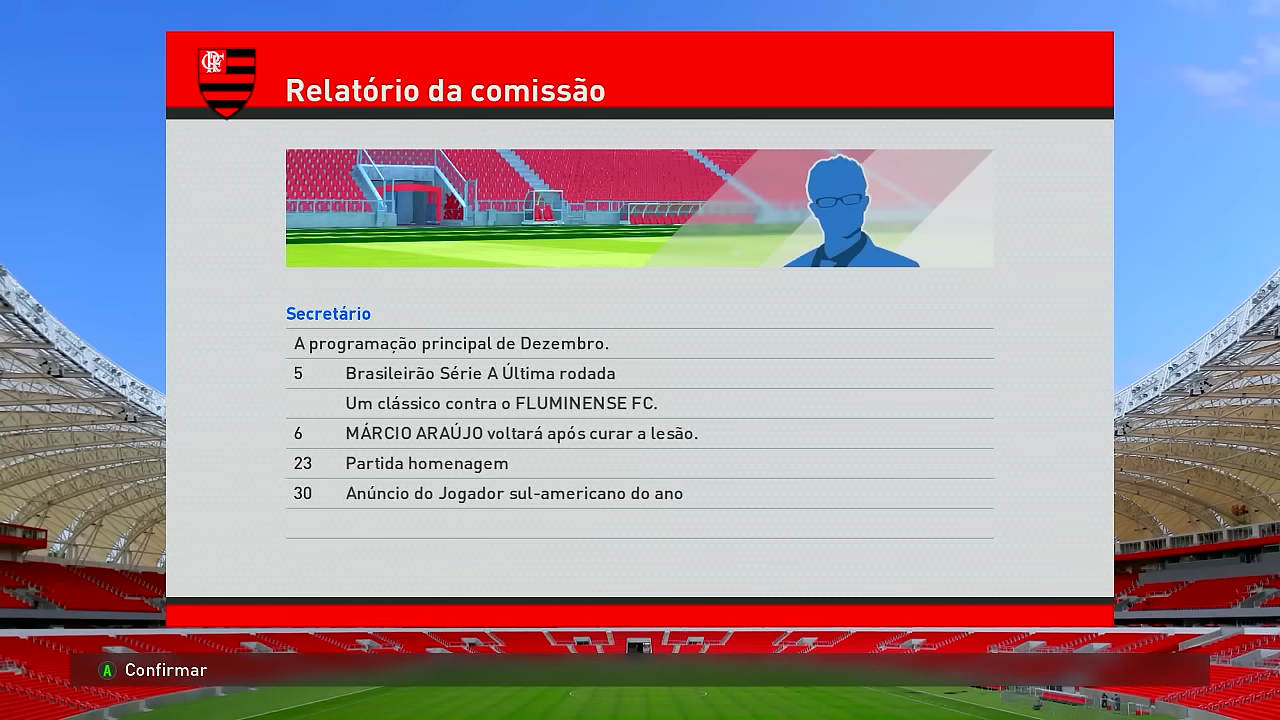 CRF
Relatório da comissão
Secretário
A programação principal de Dezembro.
5 Brasileirão Série A Última rodada
Um clássico contra o FLUMINENSE FC.
6 MÁRCIO ARAÚJO voltará após curar a lesão.
23 Partida homenagem
30 Anúncio do Jogador sul-americano do ano
A Confirmar